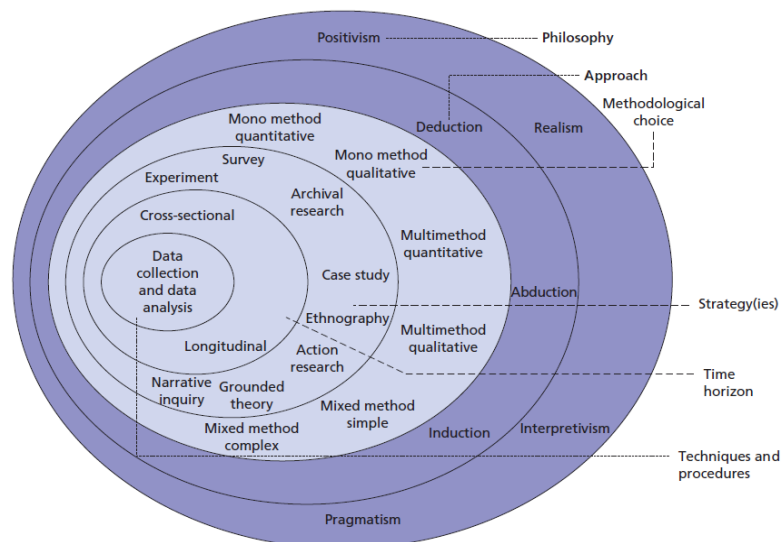 Positivism
Philosophy
Approach
Methodological
choice
Mono method
quantitative
Deduction
Realism
Survey
Mono method
qualitative
Experiment
Archival
research
Cross-sectional
Multimethod
quantitative
Data
collection
and data
analysis
Case study
Abduction
Strategy(ies)
Ethnography
Multimethod
qualitative
Longitudinal
Action
research
Time
horizon
Narrative
inquiry
Grounded
theory
Mixed method
simple
Mixed method
complex
Induction
Interpretivism
Techniques and
procedures
Pragmatism